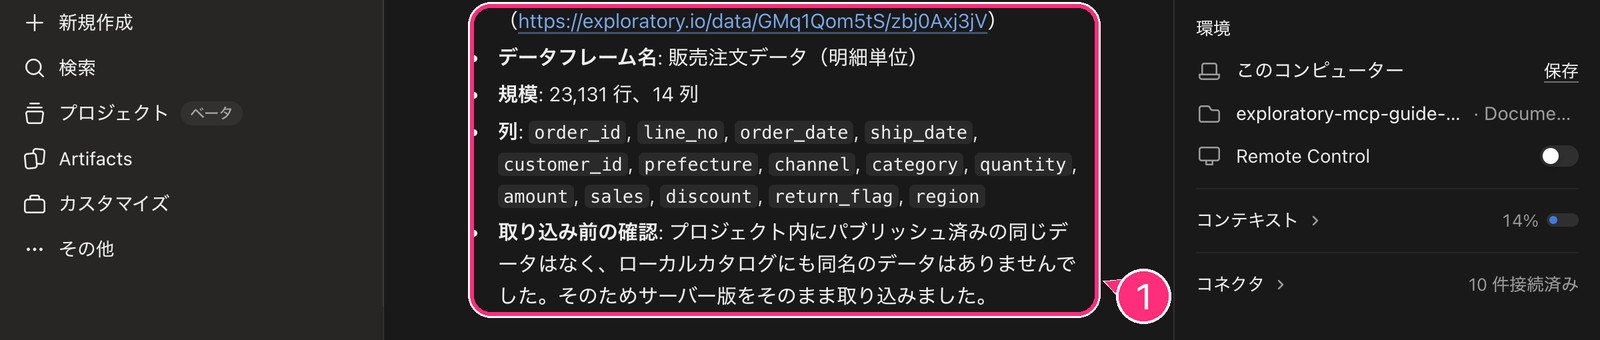 新規作成
検索
プロジェクト ベータ
Artifacts
カスタマイズ
その他
（https://exploratory.io/data/GMq1Qom5tS/zbj0Axj3jV）
データフレーム名: 販売注文データ（明細単位）
規模: 23,131 行、14 列
列: order_id, line_no, order_date, ship_date,
customer_id, prefecture, channel, category, quantity,
amount, sales, discount, return_flag, region
取り込み前の確認: プロジェクト内にパブリッシュ済みの同じデ
ータはなく、ローカルカタログにも同名のデータはありませんで
した。そのためサーバー版をそのまま取り込みました。
1
環境
このコンピューター 保存
exploratory-mcp-guide-... · Docume...
Remote Control
コンテキスト 14%
コネクタ 10 件接続済み